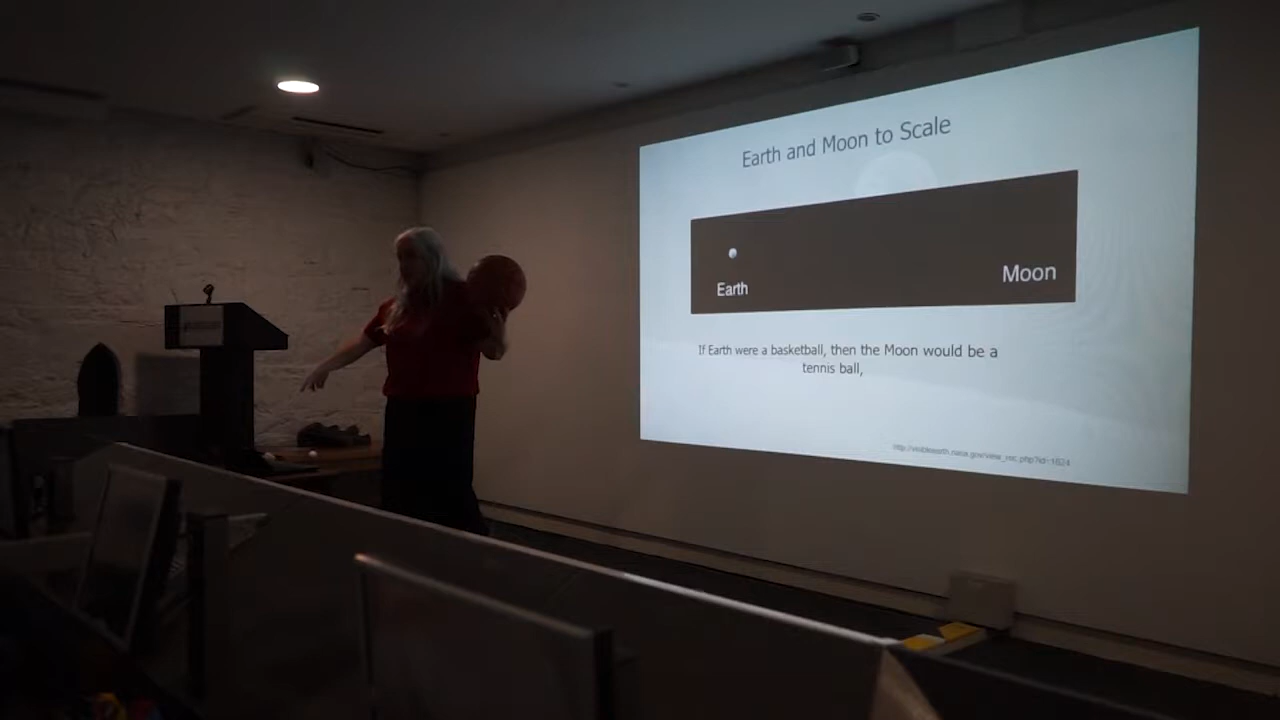 Earth and Moon to Scale
Earth
Moon
If Earth were a basketball, then the Moon would be a
tennis ball,